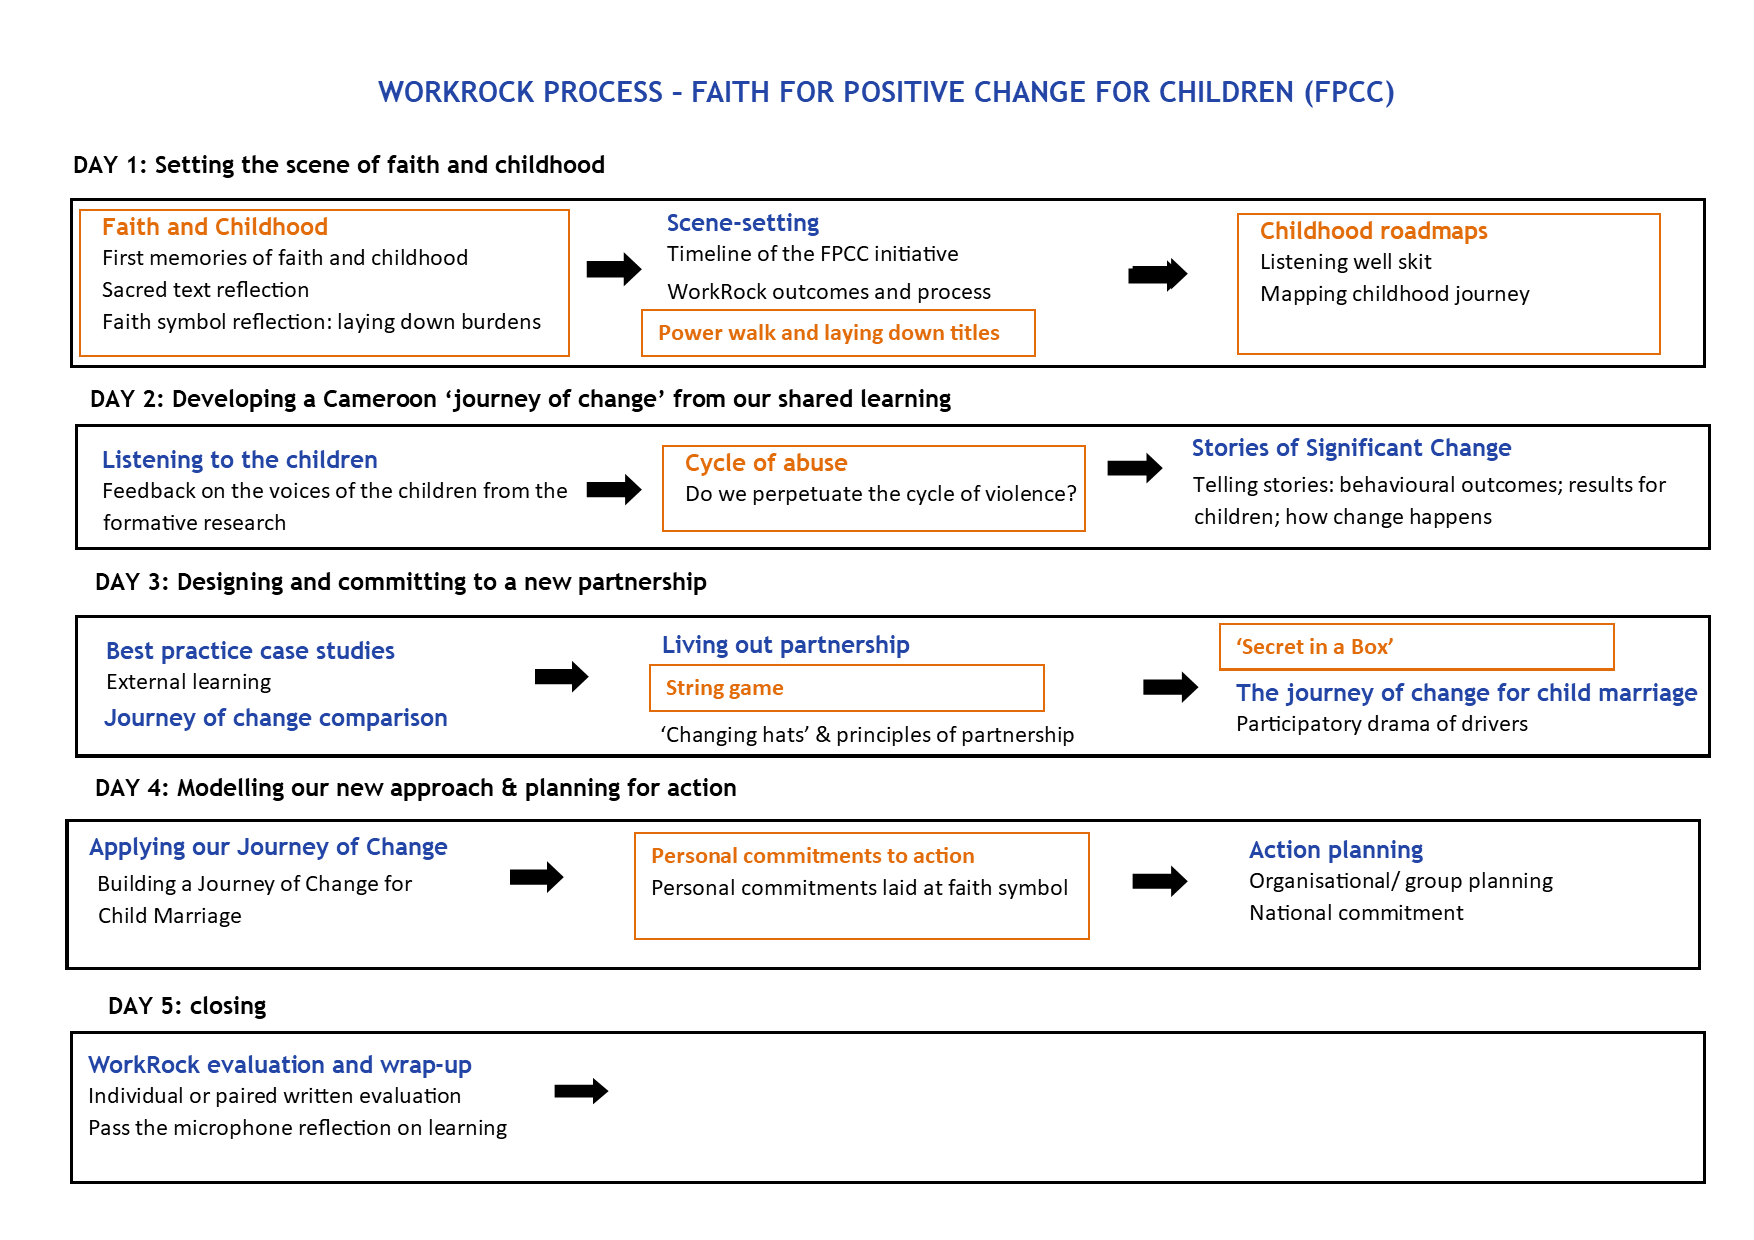 WORKROCK PROCESS – FAITH FOR POSITIVE CHANGE FOR CHILDREN (FPCC)
DAY 1: Setting the scene of faith and childhood
Faith and Childhood
First memories of faith and childhood
Sacred text reflection
Faith symbol reflection: laying down burdens
Scene-setting
Timeline of the FPCC initiative
WorkRock outcomes and process
Power walk and laying down titles
Childhood roadmaps
Listening well skit
Mapping childhood journey
DAY 2: Developing a Cameroon ‘journey of change’ from our shared learning
Listening to the children
Feedback on the voices of the children from the
formative research
Cycle of abuse
Do we perpetuate the cycle of violence?
Stories of Significant Change
Telling stories: behavioural outcomes; results for
children; how change happens
DAY 3: Designing and committing to a new partnership
Best practice case studies
External learning
Journey of change comparison
Living out partnership
String game
‘Changing hats’ & principles of partnership
‘Secret in a Box’
The journey of change for child marriage
Participatory drama of drivers
DAY 4: Modelling our new approach & planning for action
Applying our Journey of Change
Building a Journey of Change for
Child Marriage
Personal commitments to action
Personal commitments laid at faith symbol
Action planning
Organisational/ group planning
National commitment
DAY 5: closing
WorkRock evaluation and wrap-up
Individual or paired written evaluation
Pass the microphone reflection on learning